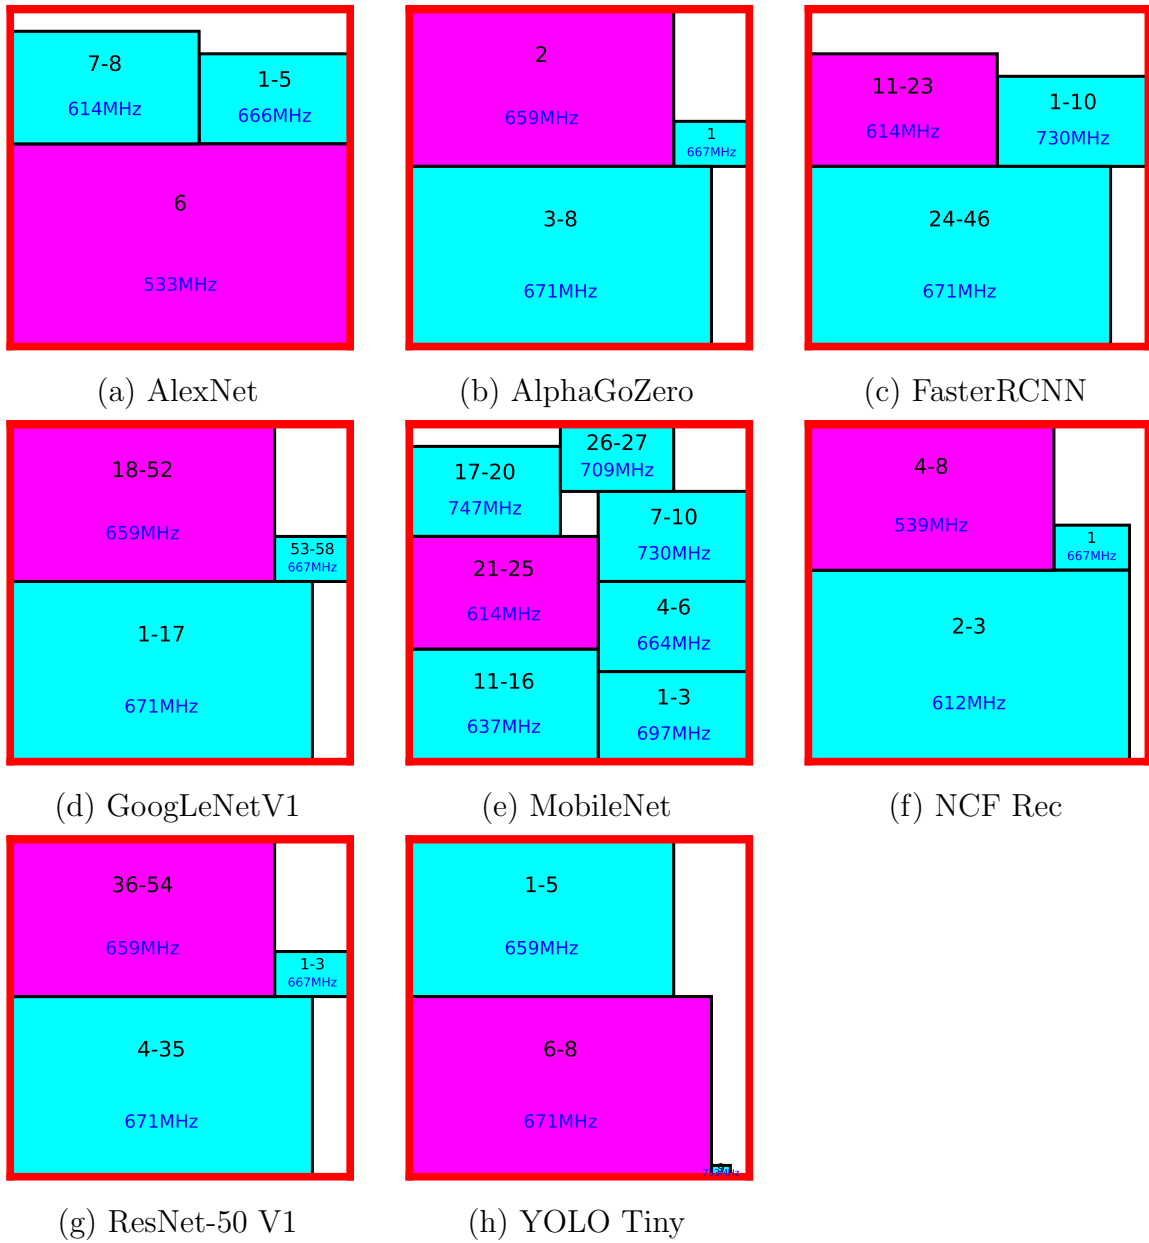 7-8
614MHz
1-5
666MHz
6
533MHz
(a) AlexNet
2
659MHz
1
667MHz
3-8
671MHz
(b) AlphaGoZero
11-23
614MHz
1-10
730MHz
24-46
671MHz
(c) FasterRCNN
18-52
659MHz
53-58
667MHz
1-17
671MHz
(d) GoogLeNetV1
26-27
709MHz
17-20
747MHz
7-10
730MHz
21-25
614MHz
4-6
664MHz
11-16
637MHz
1-3
697MHz
(e) MobileNet
4-8
539MHz
1
667MHz
2-3
612MHz
(f) NCF Rec
36-54
659MHz
1-3
667MHz
4-35
671MHz
(g) ResNet-50 V1
1-5
659MHz
6-8
671MHz
(h) YOLO Tiny